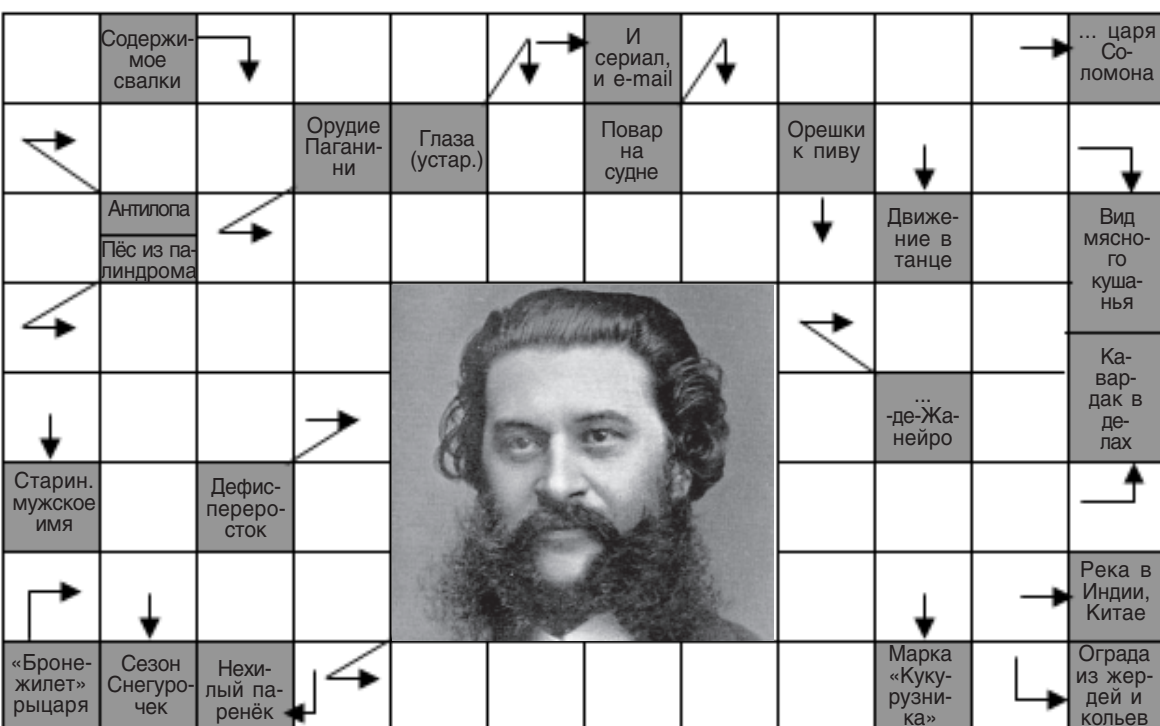 Содержи-
мое
свалки
И
сериал,
и e-mail
... царя
Со-
ломона
Орудие
Пагани-
ни
Глаза
(устар.)
Повар
на
судне
Орешки
к пиву
Антилопа
Пёс из па-
линдрома
Движе-
ние в
танце
Вид
мясно-
го
куша-
нья
Ка-
вар-
дак в
де-
лах
...
-де-Жа-
нейро
Старин.
мужское
имя
Дефис-
переро-
сток
Река в
Индии,
Китае
«Броне-
жилет»
рыцаря
Сезон
Снегуро-
чек
Нехи-
лый па-
ренёк
Марка
«Куку-
рузни-
ка»
Ограда
из жер-
дей и
кольев